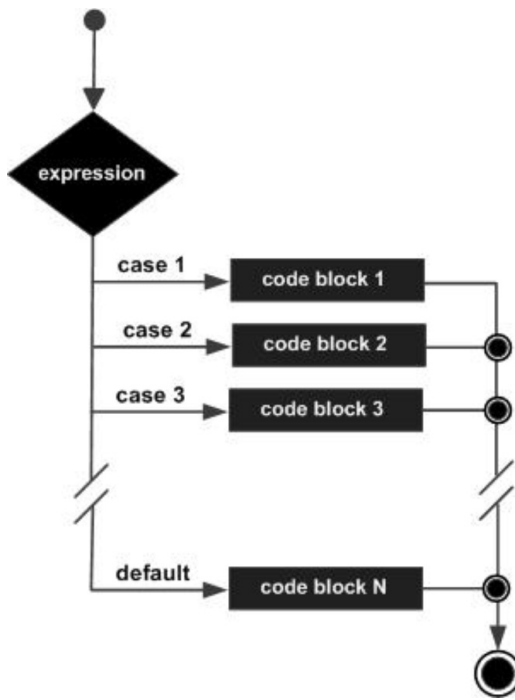 expression
case 1
code block 1
case 2
code block 2
case 3
code block 3
default
code block N